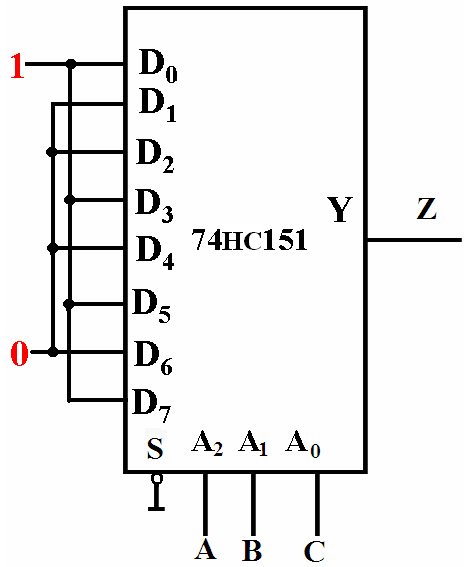 1
D₀
D₁
D₂
D₃
D₄
D₅
D₆
D₇
0
74HC151
Y
Z
S A₂ A₁ A₀
A B C